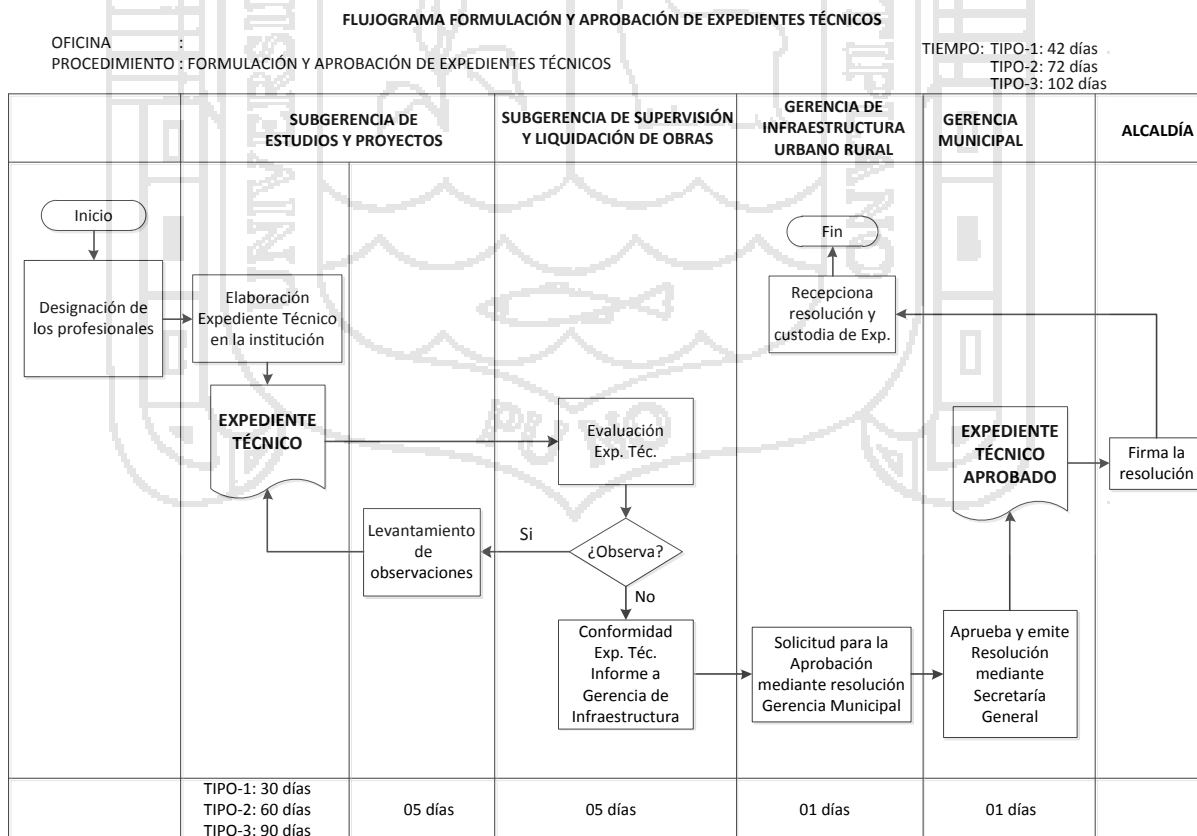 FLUJOGRAMA FORMULACIÓN Y APROBACIÓN DE EXPEDIENTES TÉCNICOS
OFICINA :
PROCEDIMIENTO : FORMULACIÓN Y APROBACIÓN DE EXPEDIENTES TÉCNICOS
TIEMPO: TIPO-1: 42 días
TIPO-2: 72 días
TIPO-3: 102 días
SUBGERENCIA DE
ESTUDIOS Y PROYECTOS
SUBGERENCIA DE SUPERVISIÓN
Y LIQUIDACIÓN DE OBRAS
GERENCIA DE
INFRAESTRUCTURA
URBANO RURAL
GERENCIA
MUNICIPAL
ALCALDÍA
Inicio
Designación de
los profesionales
Elaboración
Expediente Técnico
en la institución
EXPEDIENTE
TÉCNICO
Levantamiento
de
observaciones
Evaluación
Exp. Téc.
¿Observa?
Si
No
Conformidad
Exp. Téc.
Informe a
Gerencia de
Infraestructura
Solicitud para la
Aprobación
mediante resolución
Gerencia Municipal
Aprueba y emite
Resolución
mediante
Secretaría
General
EXPEDIENTE
TÉCNICO
APROBADO
Firma la
resolución
Recepciona
resolución y
custodia de Exp.
Fin
TIPO-1: 30 días
TIPO-2: 60 días
TIPO-3: 90 días
05 días
05 días
01 días
01 días